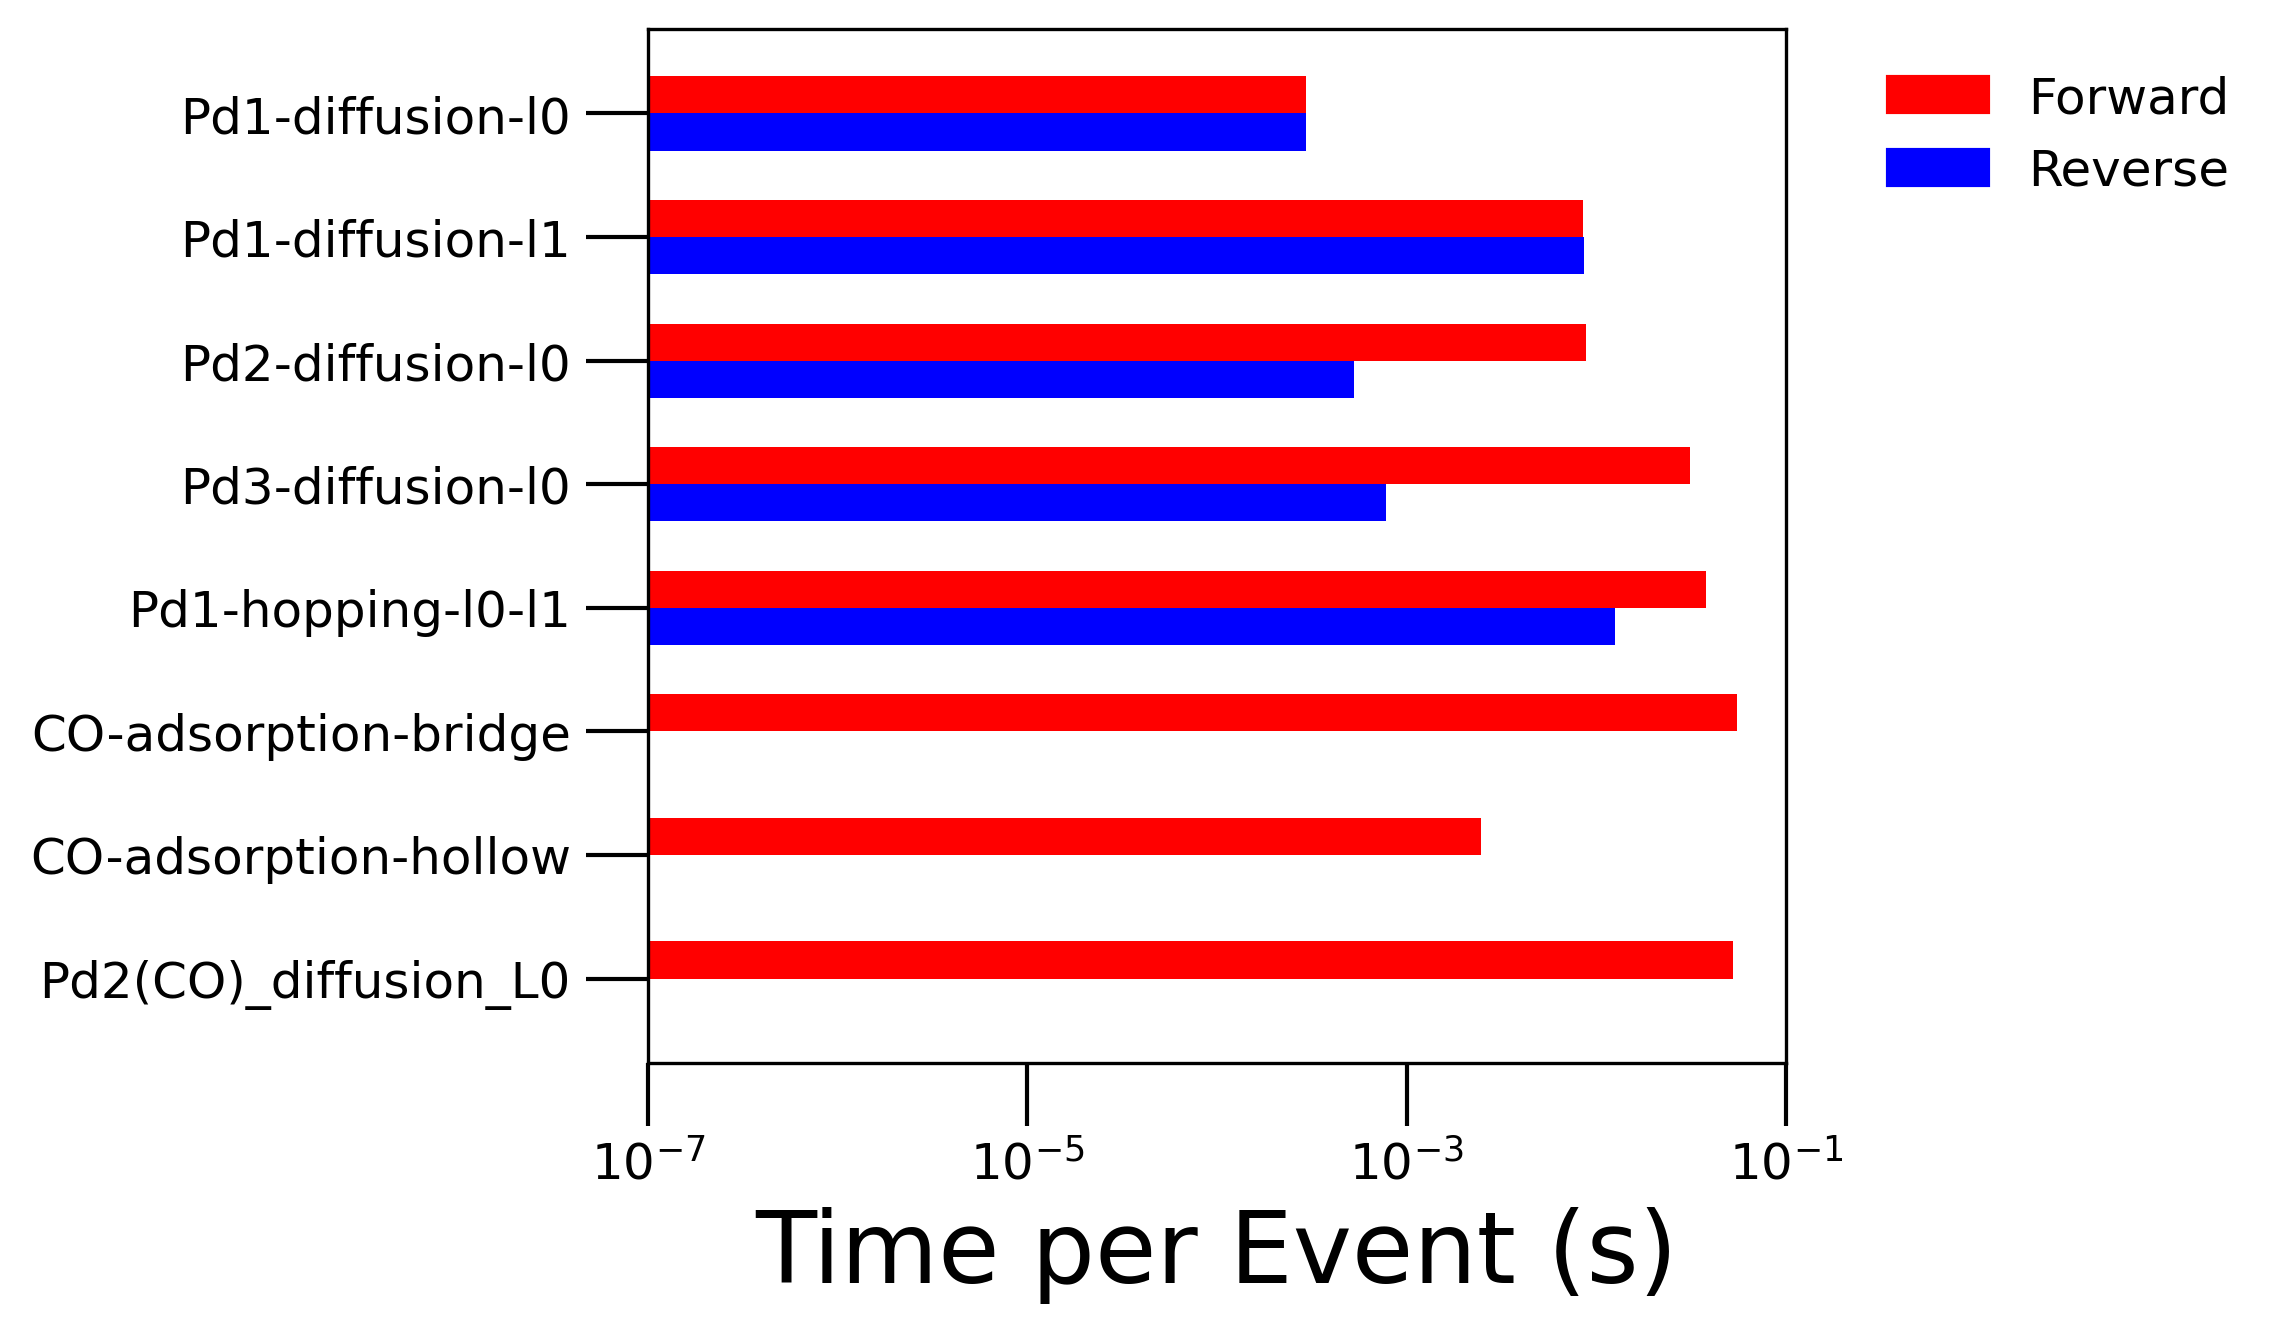 Pd1-diffusion-l0
Pd1-diffusion-l1
Pd2-diffusion-l0
Pd3-diffusion-l0
Pd1-hopping-l0-l1
CO-adsorption-bridge
CO-adsorption-hollow
Pd2(CO)_diffusion_L0
10⁻⁷ 10⁻⁵ 10⁻³ 10⁻¹
Time per Event (s)
Forward
Reverse